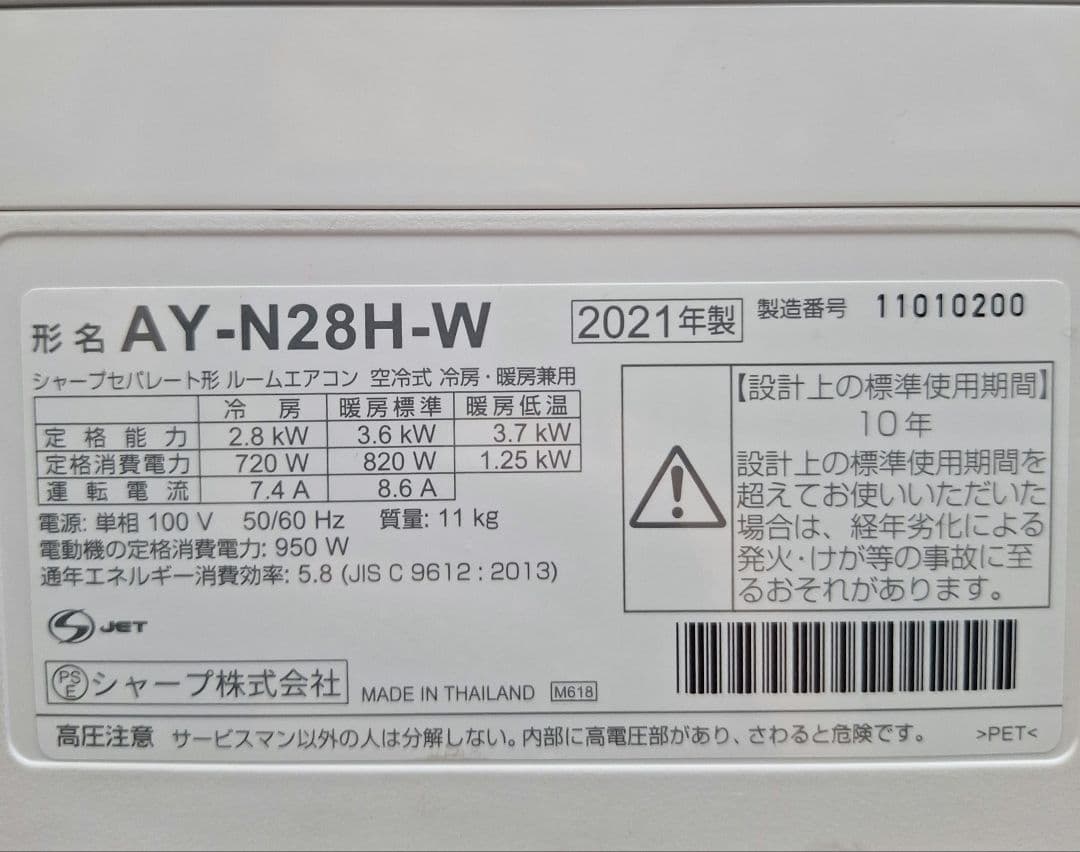 形名 AY-N28H-W 2021年製 製造番号 11010200
シャープセパレート形 ルームエアコン 空冷式 冷房・暖房兼用
冷房 暖房標準 暖房低温
定格能力 2.8 kW 3.6 kW 3.7 kW
定格消費電力 720 W 820 W 1.25 kW
運転電流 7.4 A 8.6 A
電源: 単相 100 V 50/60 Hz 質量: 11 kg
電動機の定格消費電力: 950 W
通年エネルギー消費効率: 5.8 (JIS C 9612 : 2013)
【設計上の標準使用期間】
10年
設計上の標準使用期間を
超えてお使いいただいた
場合は、経年劣化による
発火・けが等の事故に至
るおそれがあります。
JET
PSE シャープ株式会社 MADE IN THAILAND M618
高圧注意 サービスマン以外の人は分解しない。内部に高電圧部があり、さわると危険です。 >PET<